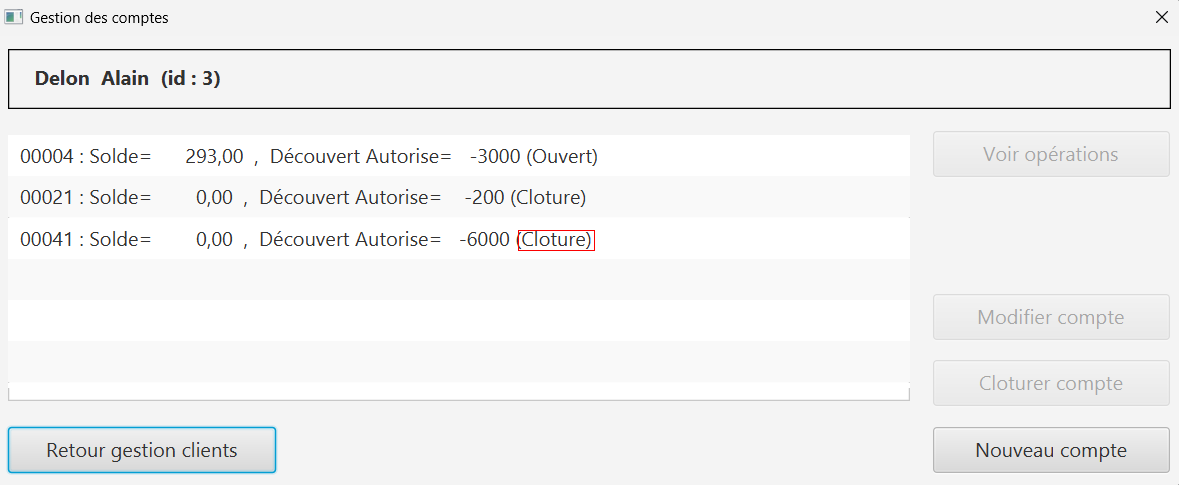 Gestion des comptes
Delon Alain (id : 3)
00004 : Solde= 293,00 , Découvert Autorise= -3000 (Ouvert)
Voir opérations
00021 : Solde= 0,00 , Découvert Autorise= -200 (Cloture)
00041 : Solde= 0,00 , Découvert Autorise= -6000 (Cloture)
Modifier compte
Cloturer compte
Retour gestion clients
Nouveau compte